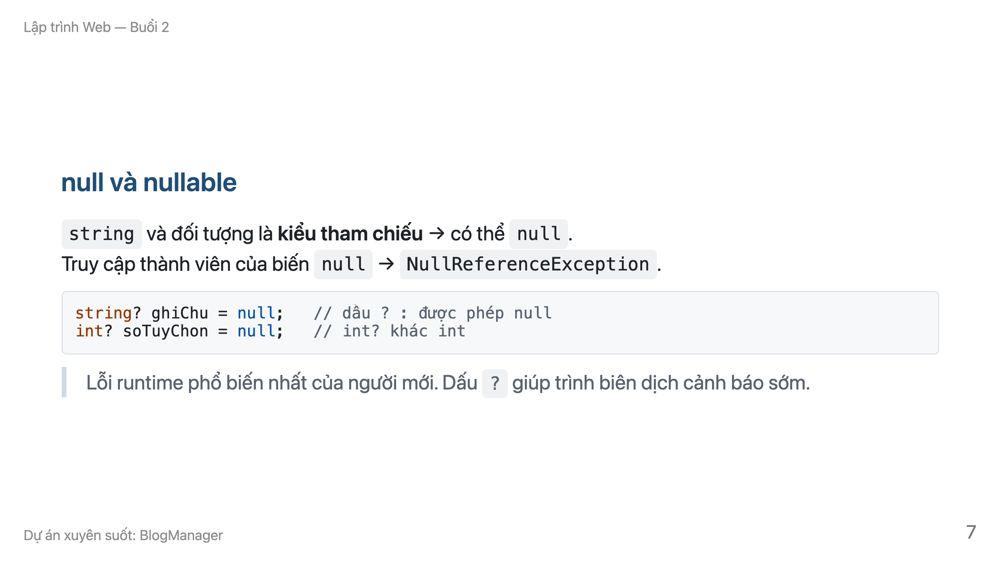 Lập trình Web — Buổi 2
null và nullable
string và đối tượng là kiểu tham chiếu → có thể null.
Truy cập thành viên của biến null → NullReferenceException.
string? ghiChu = null;   // dấu ? : được phép null
int? soTuyChon = null;   // int? khác int
Lỗi runtime phổ biến nhất của người mới. Dấu ? giúp trình biên dịch cảnh báo sớm.
Dự án xuyên suốt: BlogManager
7